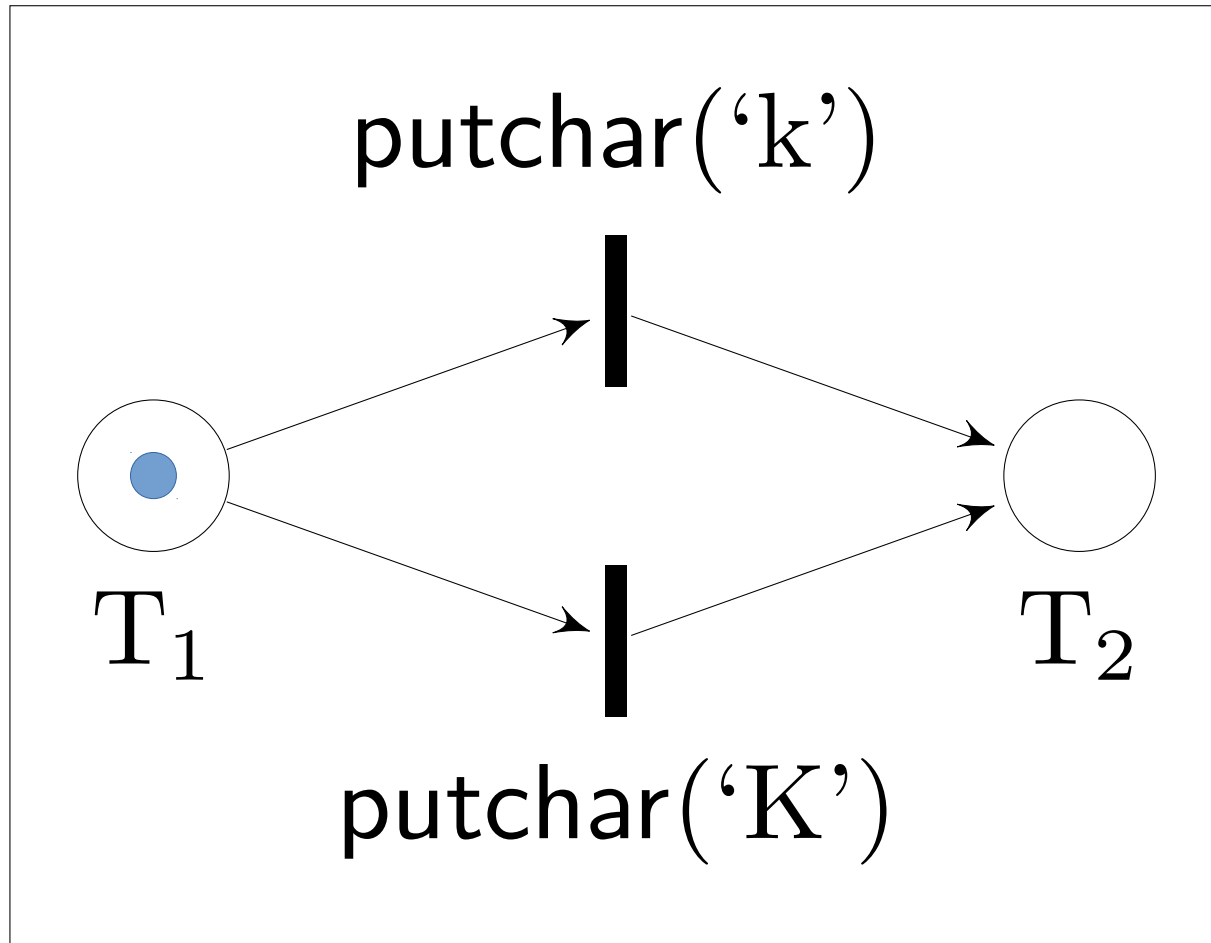 putchar(‘k’)
T₁ T₂
putchar(‘K’)